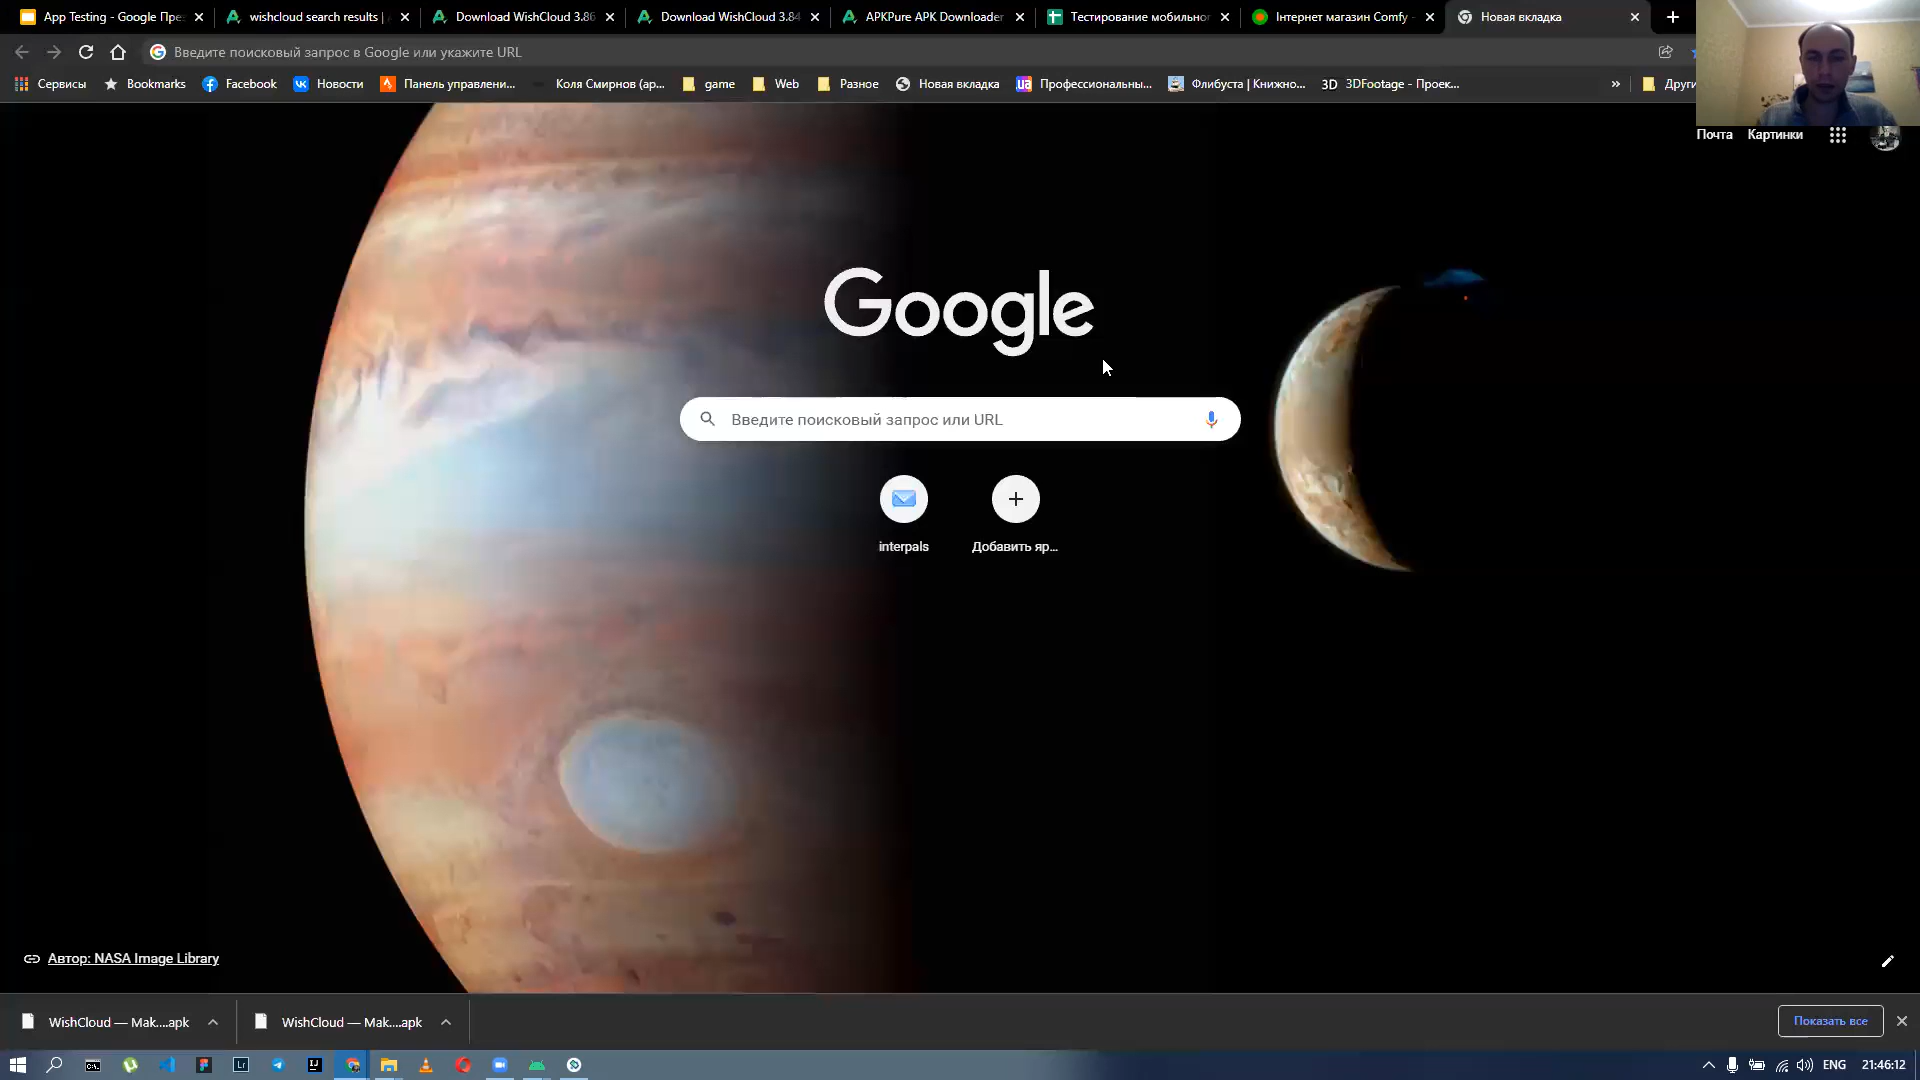 App Testing - Google Пре
wishcloud search results |
Download WishCloud 3.86
Download WishCloud 3.84
APKPure APK Downloader
Тестирование мобильно
Інтернет магазин Comfy -
Новая вкладка
Введите поисковый запрос в Google или укажите URL
Сервисы
Bookmarks
Facebook
Новости
Панель управлени...
Коля Смирнов (ар...
game
Web
Разное
Новая вкладка
Профессиональны...
Флибуста | Книжно...
3D
3DFootage - Проек...
»
Други
Почта
Картинки
Google
Введите поисковый запрос или URL
interpals
Добавить яр...
Автор: NASA Image Library
WishCloud — Mak....apk
WishCloud — Mak....apk
Показать все
Lr
IJ
ENG
21:46:12